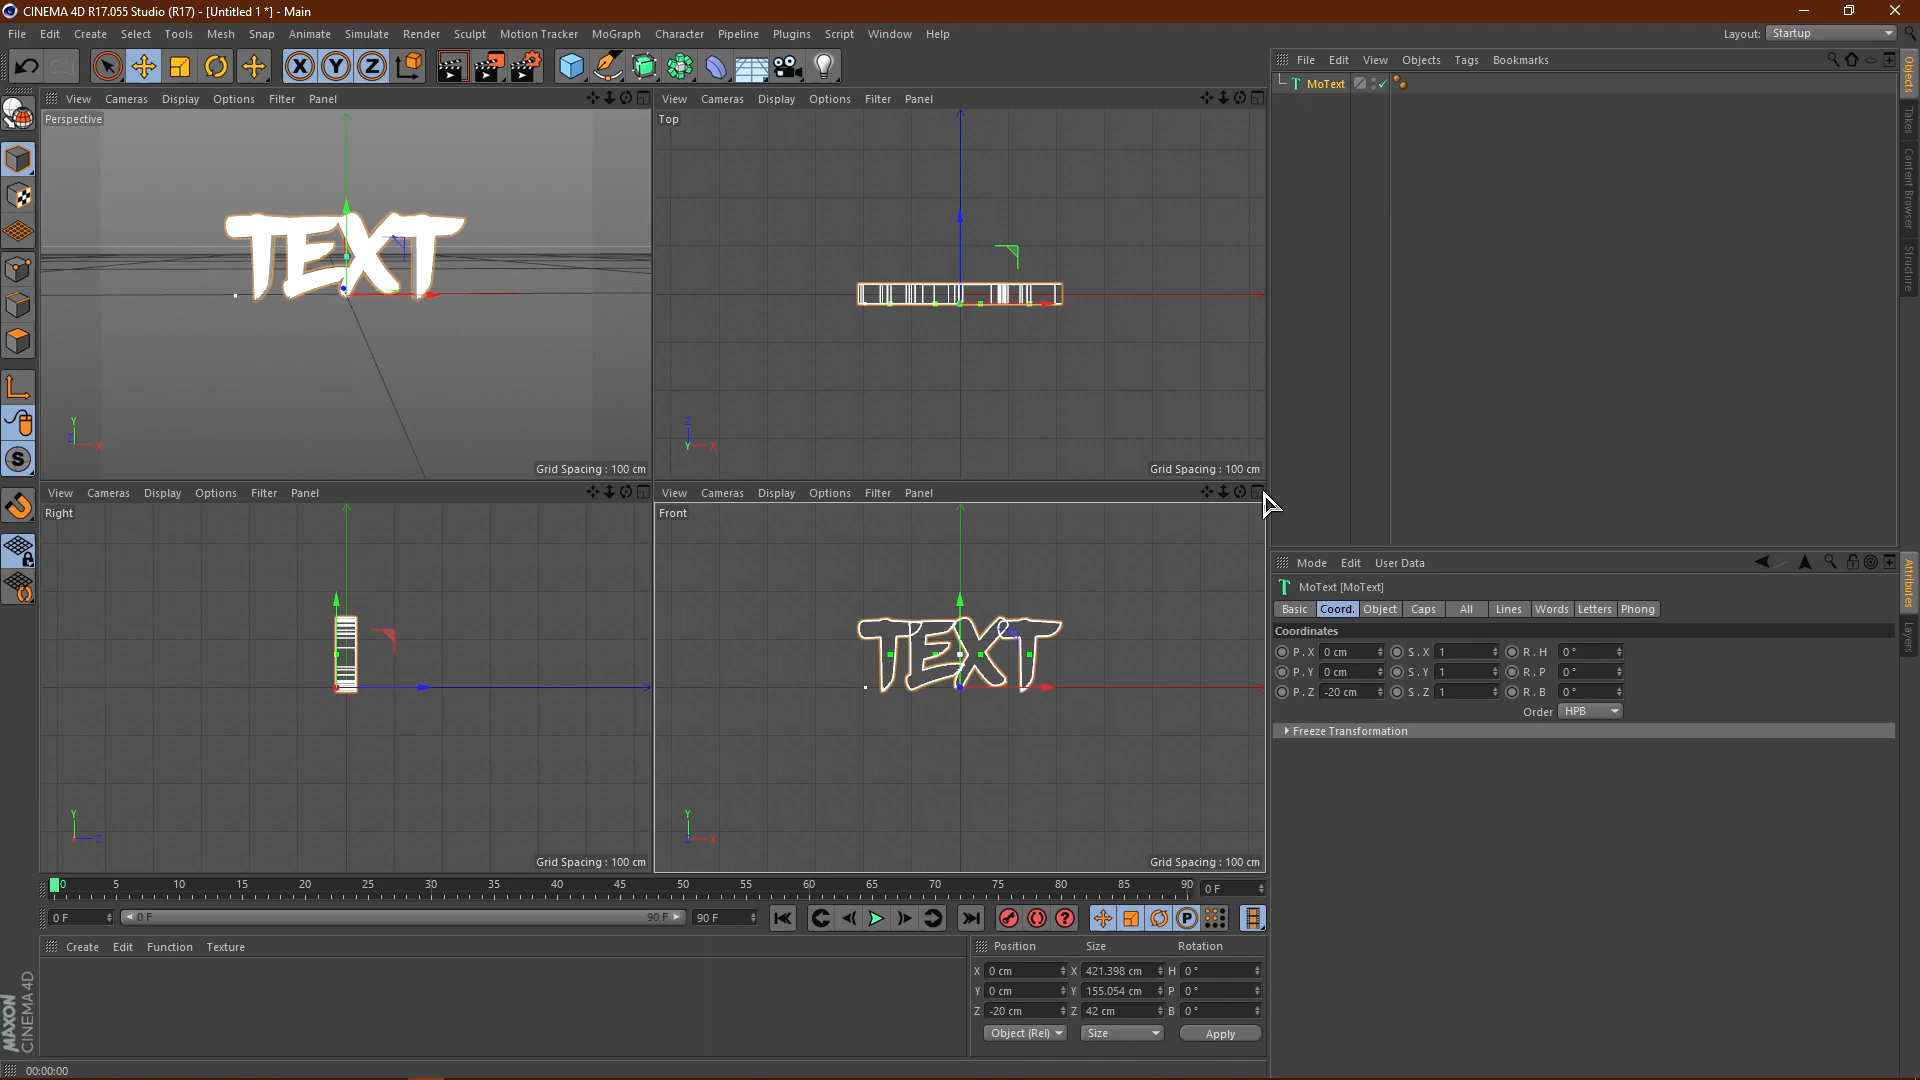 CINEMA 4D R17.055 Studio (R17) - [Untitled 1 *] - Main
File Edit Create Select Tools Mesh Snap Animate Simulate Render Sculpt Motion Tracker MoGraph Character Pipeline Plugins Script Window Help Layout: Startup
X Y Z
View Cameras Display Options Filter Panel
Perspective
TEXT
Y
Z X
Grid Spacing : 100 cm
View Cameras Display Options Filter Panel
Top
Z
Y X
Grid Spacing : 100 cm
View Cameras Display Options Filter Panel
Right
Y
X Z
Grid Spacing : 100 cm
View Cameras Display Options Filter Panel
Front
TEXT
Y
Z X
Grid Spacing : 100 cm
0 5 10 15 20 25 30 35 40 45 50 55 60 65 70 75 80 85 90 0 F
0 F 0 F 90 F 90 F
Create Edit Function Texture
Position Size Rotation
X 0 cm X 421.398 cm H 0 °
Y 0 cm Y 155.054 cm P 0 °
Z -20 cm Z 42 cm B 0 °
Object (Rel) Size Apply
MAXON
CINEMA 4D
00:00:00
File Edit View Objects Tags Bookmarks
MoText
Objects
Takes
Content Browser
Structure
Mode Edit User Data
MoText [MoText]
Basic Coord. Object Caps All Lines Words Letters Phong
Coordinates
P . X 0 cm S . X 1 R . H 0 °
P . Y 0 cm S . Y 1 R . P 0 °
P . Z -20 cm S . Z 1 R . B 0 °
Order HPB
Freeze Transformation
Attributes
Layers